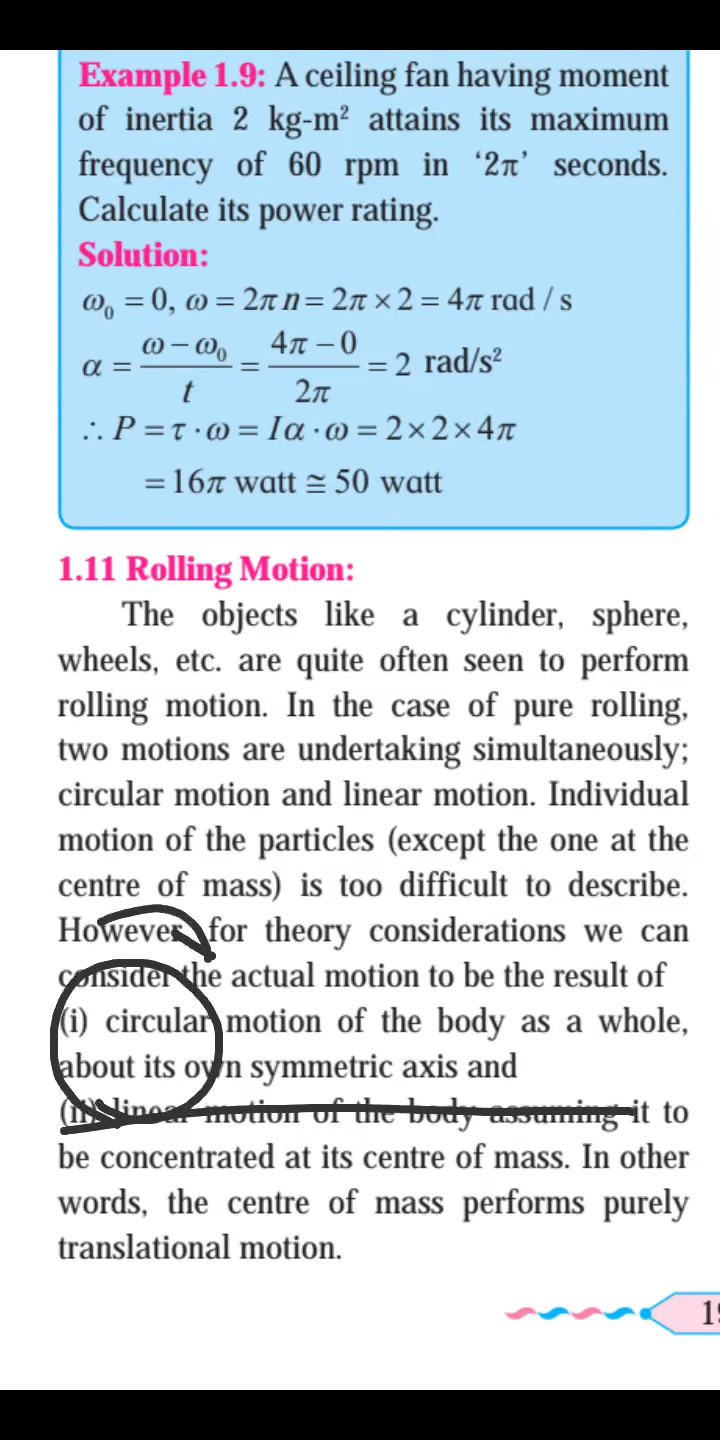 Example 1.9: A ceiling fan having moment
of inertia 2 kg-m² attains its maximum
frequency of 60 rpm in ‘2π’ seconds.
Calculate its power rating.
Solution:
ω₀ = 0, ω = 2π n = 2π × 2 = 4π rad / s
α = (ω − ω₀)/t = (4π − 0)/2π = 2 rad/s²
∴ P = τ · ω = Iα · ω = 2 × 2 × 4π
= 16π watt ≅ 50 watt
1.11 Rolling Motion:
The objects like a cylinder, sphere,
wheels, etc. are quite often seen to perform
rolling motion. In the case of pure rolling,
two motions are undertaking simultaneously;
circular motion and linear motion. Individual
motion of the particles (except the one at the
centre of mass) is too difficult to describe.
However, for theory considerations we can
consider the actual motion to be the result of
(i) circular motion of the body as a whole,
about its own symmetric axis and
(ii) linear motion of the body assuming it to
be concentrated at its centre of mass. In other
words, the centre of mass performs purely
translational motion.